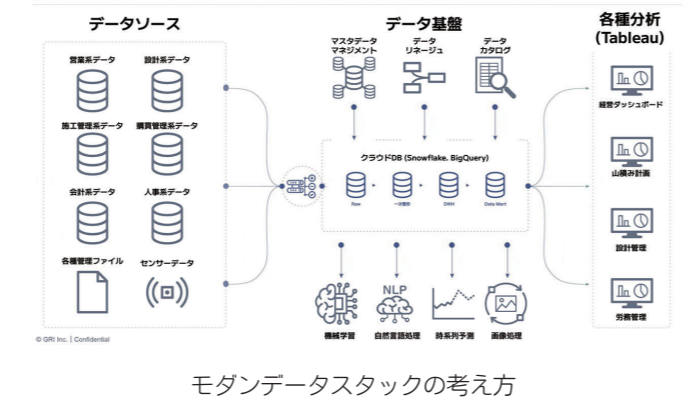 データソース
データ基盤
各種分析
(Tableau)
営業系データ
設計系データ
施工管理系データ
購買管理系データ
会計系データ
人事系データ
各種管理ファイル
センサーデータ
マスタデータ
マネジメント
データ
リネージュ
データ
カタログ
クラウドDB (Snowflake. BigQuery)
Raw
一次整形
DWH
Data Mart
機械学習
NLP
自然言語処理
時系列予測
画像処理
経営ダッシュボード
山積み計画
設計管理
労務管理
© GRI Inc. | Confidential
モダンデータスタックの考え方